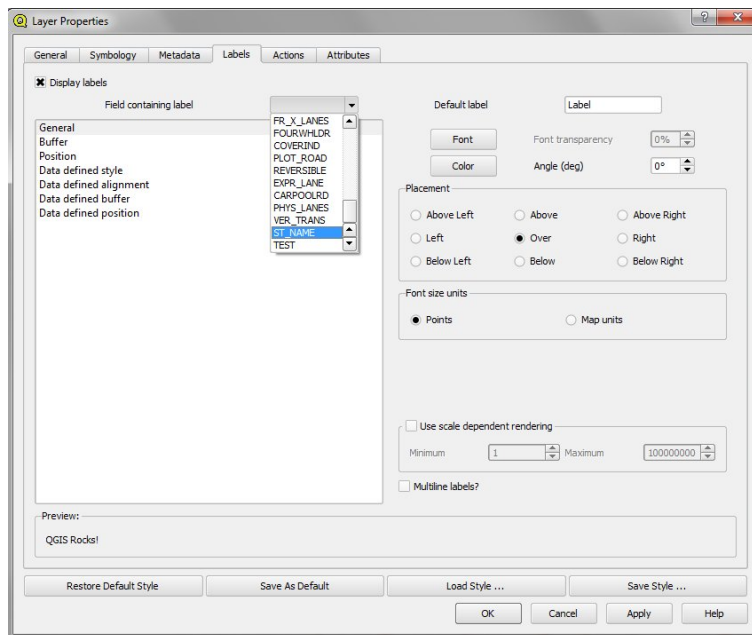 Layer Properties
General Symbology Metadata Labels Actions Attributes
Display labels
Field containing label
General
Buffer
Position
Data defined style
Data defined alignment
Data defined buffer
Data defined position
FR_X_LANES
FOURWHLDR
COVERIND
PLOT_ROAD
REVERSIBLE
EXPR_LANE
CARPOOLRD
PHYS_LANES
VER_TRANS
ST_NAME
TEST
Default label Label
Font Font transparency 0%
Color Angle (deg) 0°
Placement
Above Left Above Above Right
Left Over Right
Below Left Below Below Right
Font size units
Points Map units
Use scale dependent rendering
Minimum 1 Maximum 100000000
Multiline labels?
Preview:
QGIS Rocks!
Restore Default Style Save As Default Load Style ... Save Style ...
OK Cancel Apply Help